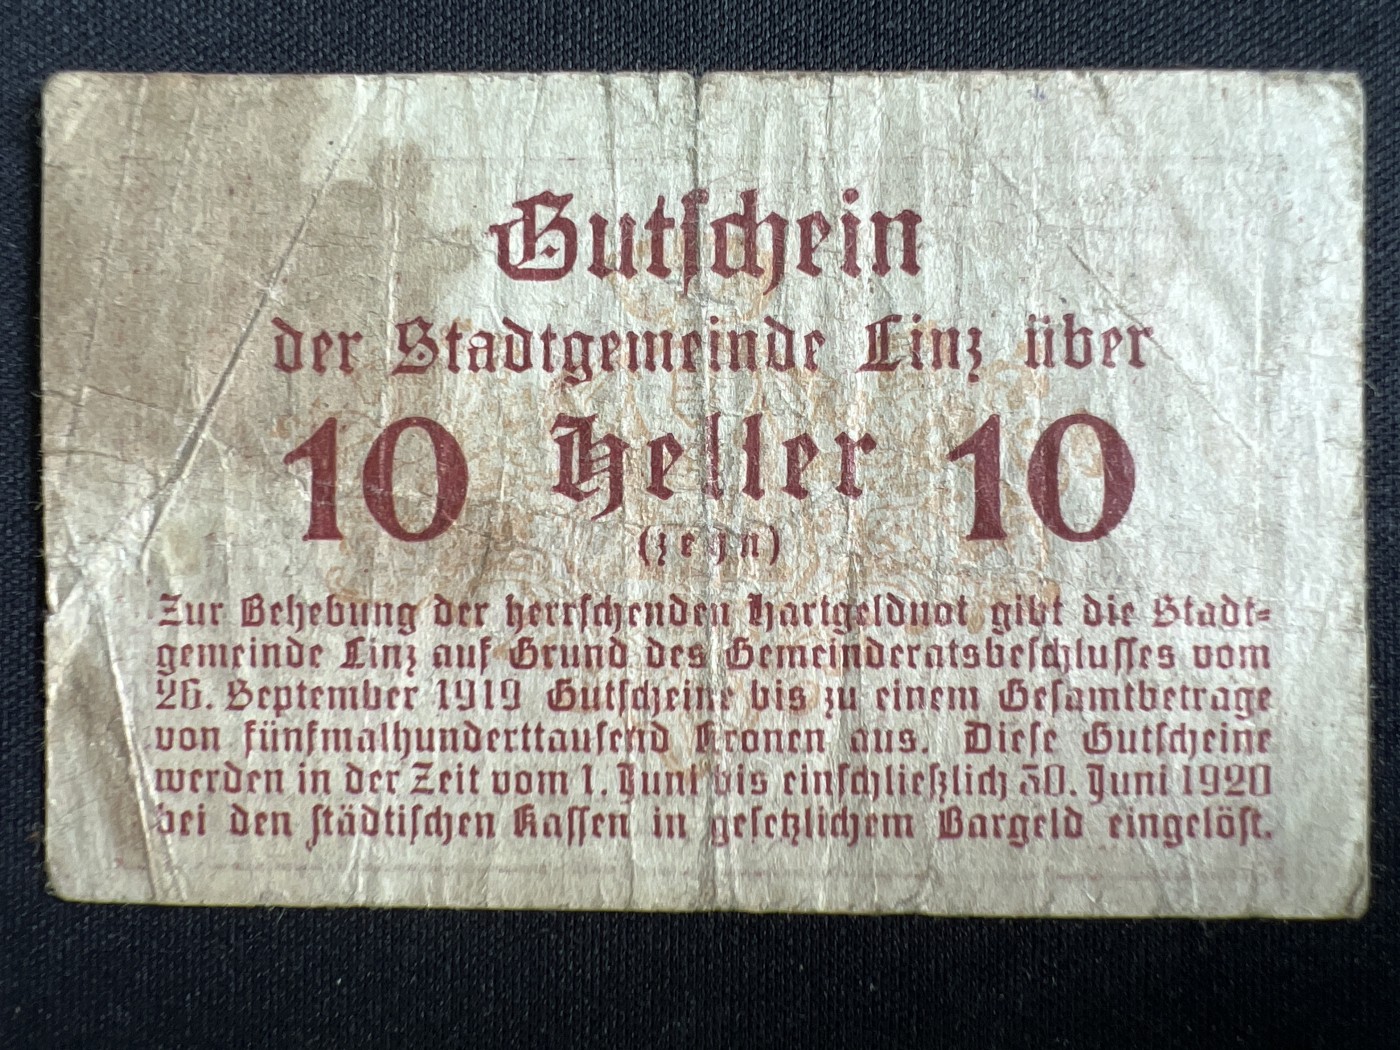 Gutschein
der Stadtgemeinde Linz über
10 Heller 10
(zehn)
Zur Behebung der herrschenden Hartgeldnot gibt die Stadt-
gemeinde Linz auf Grund des Gemeinderatsbeschlusses vom
26. September 1919 Gutscheine bis zu einem Gesamtbetrage
von fünfmalhunderttausend Kronen aus. Diese Gutscheine
werden in der Zeit vom 1. Juni bis einschließlich 30. Juni 1920
bei den städtischen Kassen in gesetzlichem Bargeld eingelöst.